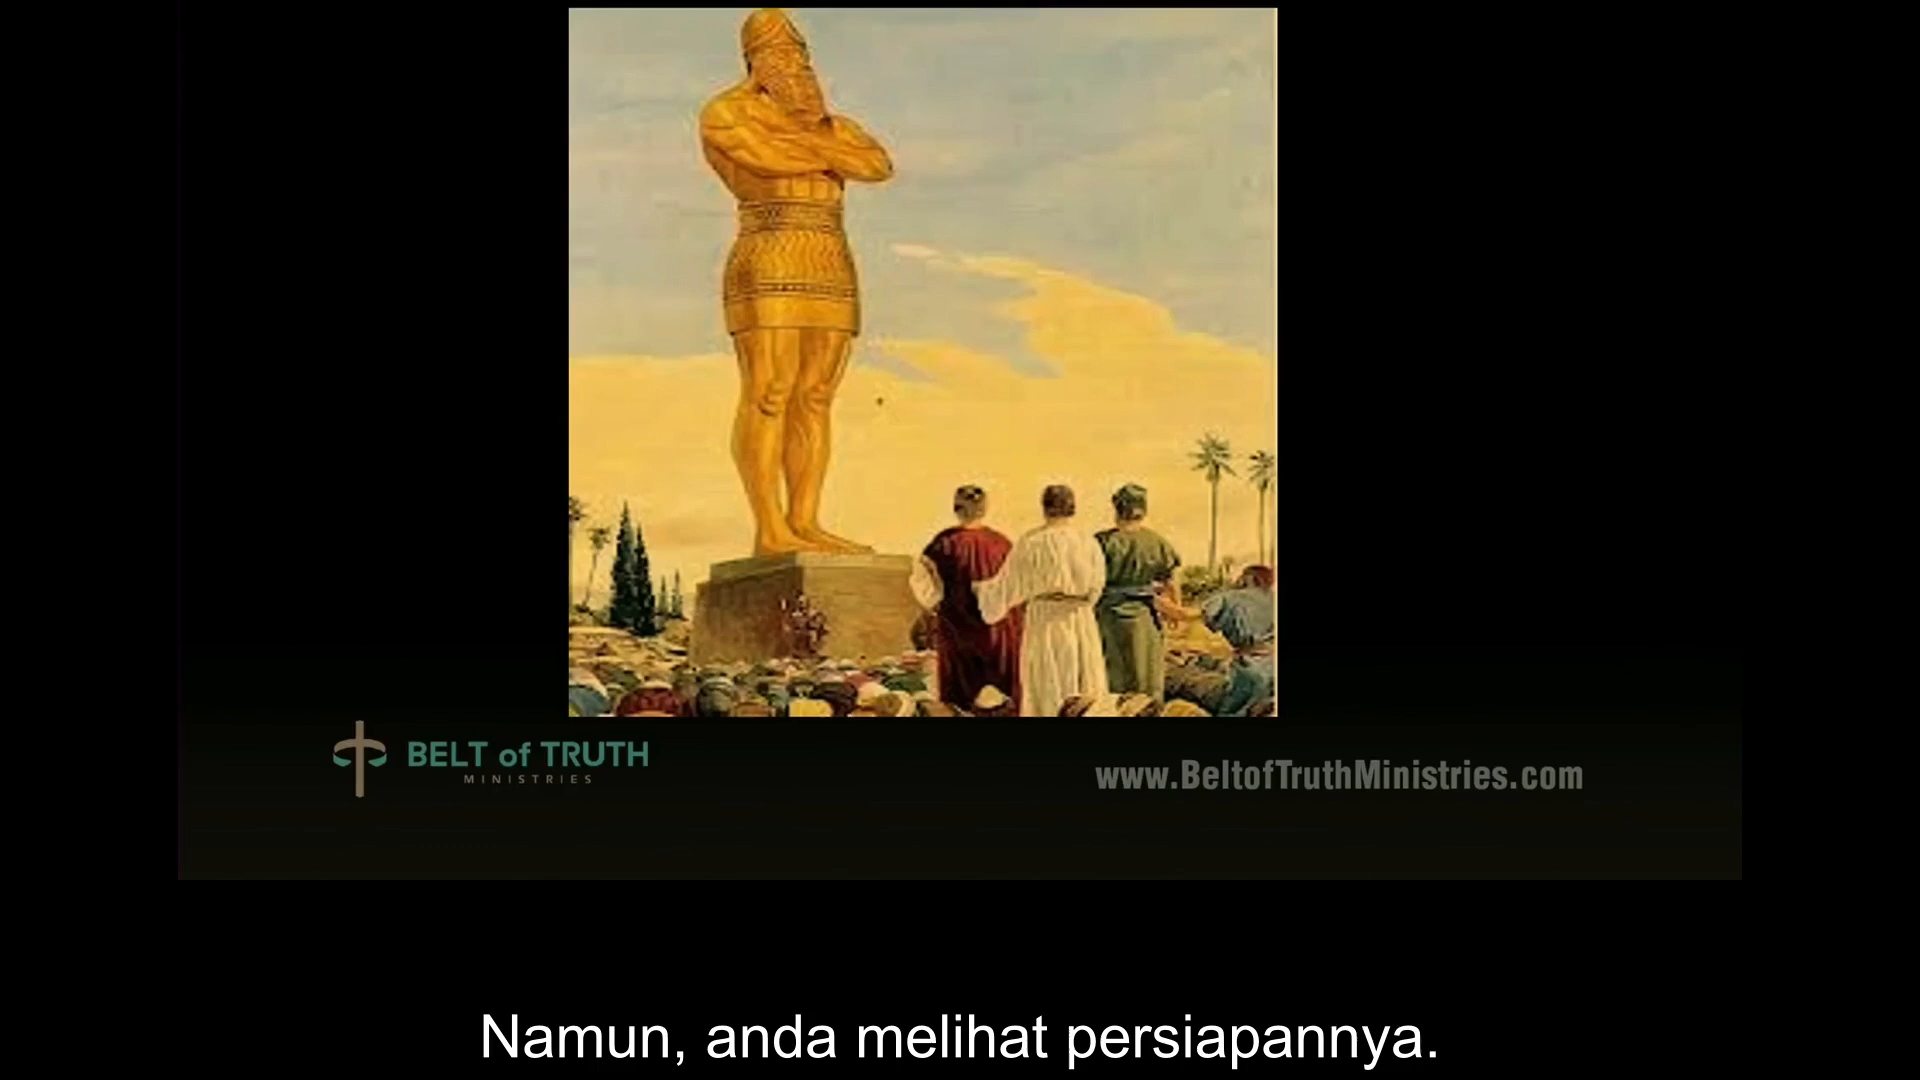 BELT of TRUTH
MINISTRIES
www.BeltofTruthMinistries.com
Namun, anda melihat persiapannya.